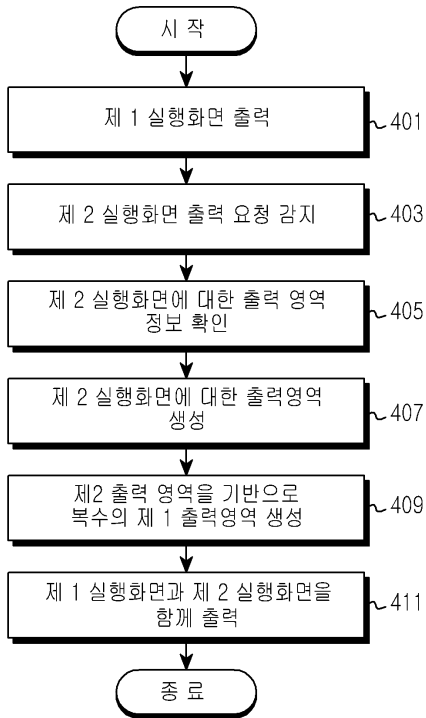 시 작
제 1 실행화면 출력
401
제 2 실행화면 출력 요청 감지
403
제 2 실행화면에 대한 출력 영역
정보 확인
405
제 2 실행화면에 대한 출력영역
생성
407
제2 출력 영역을 기반으로
복수의 제 1 출력영역 생성
409
제 1 실행화면과 제 2 실행화면을
함께 출력
411
종 료